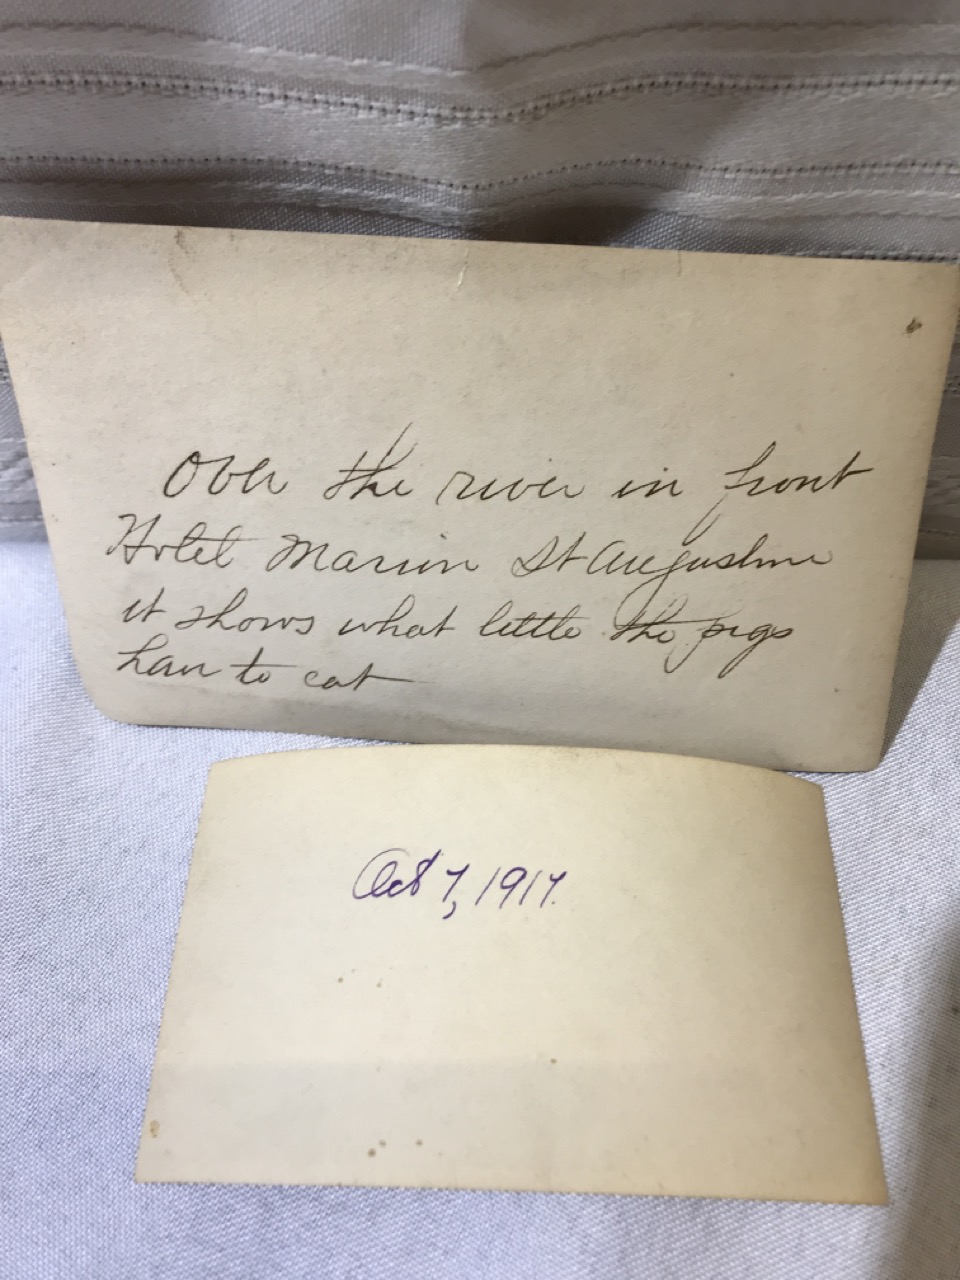 Over the river in front
Hotel Marion St Augustine
it shows what little the pigs
have to eat
Oct 7, 1917.